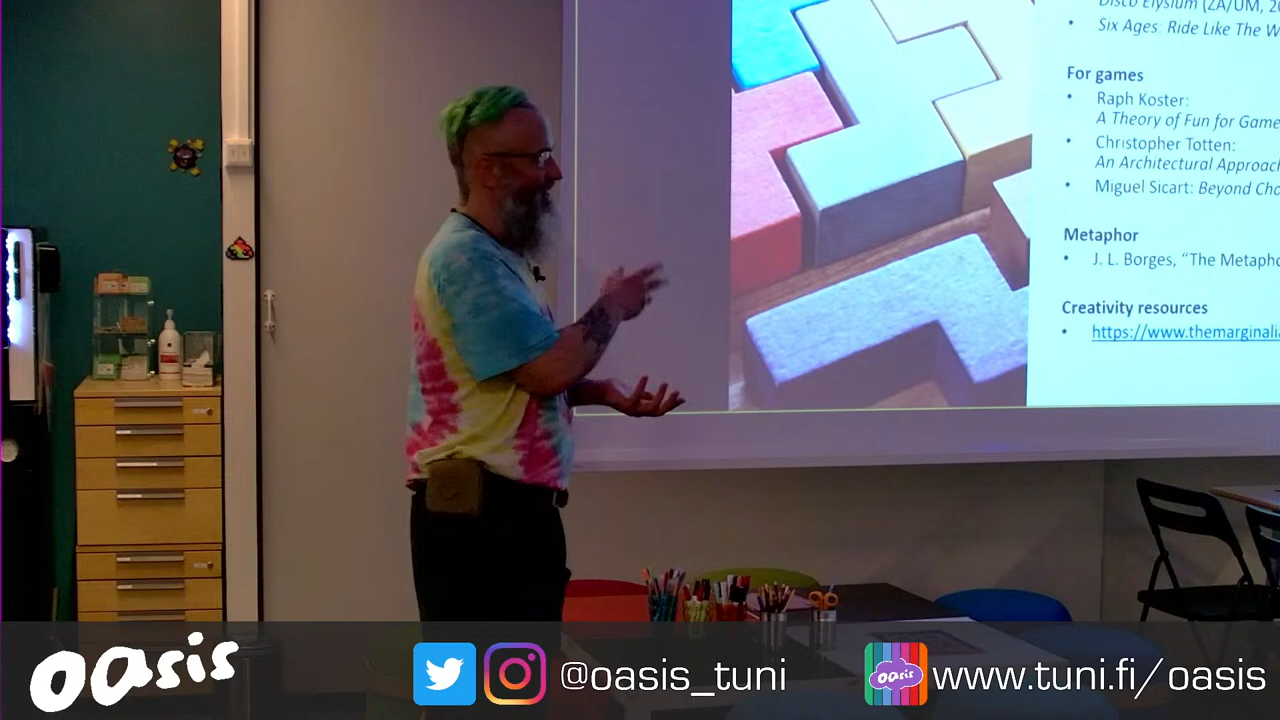 Disco Elysium (ZA/UM, 20
• Six Ages: Ride Like The W
For games
• Raph Koster:
A Theory of Fun for Game
• Christopher Totten:
An Architectural Approach
• Miguel Sicart: Beyond Cho
Metaphor
• J. L. Borges, “The Metapho
Creativity resources
• https://www.themarginalia
oasis
@oasis_tuni
oasis
www.tuni.fi/oasis